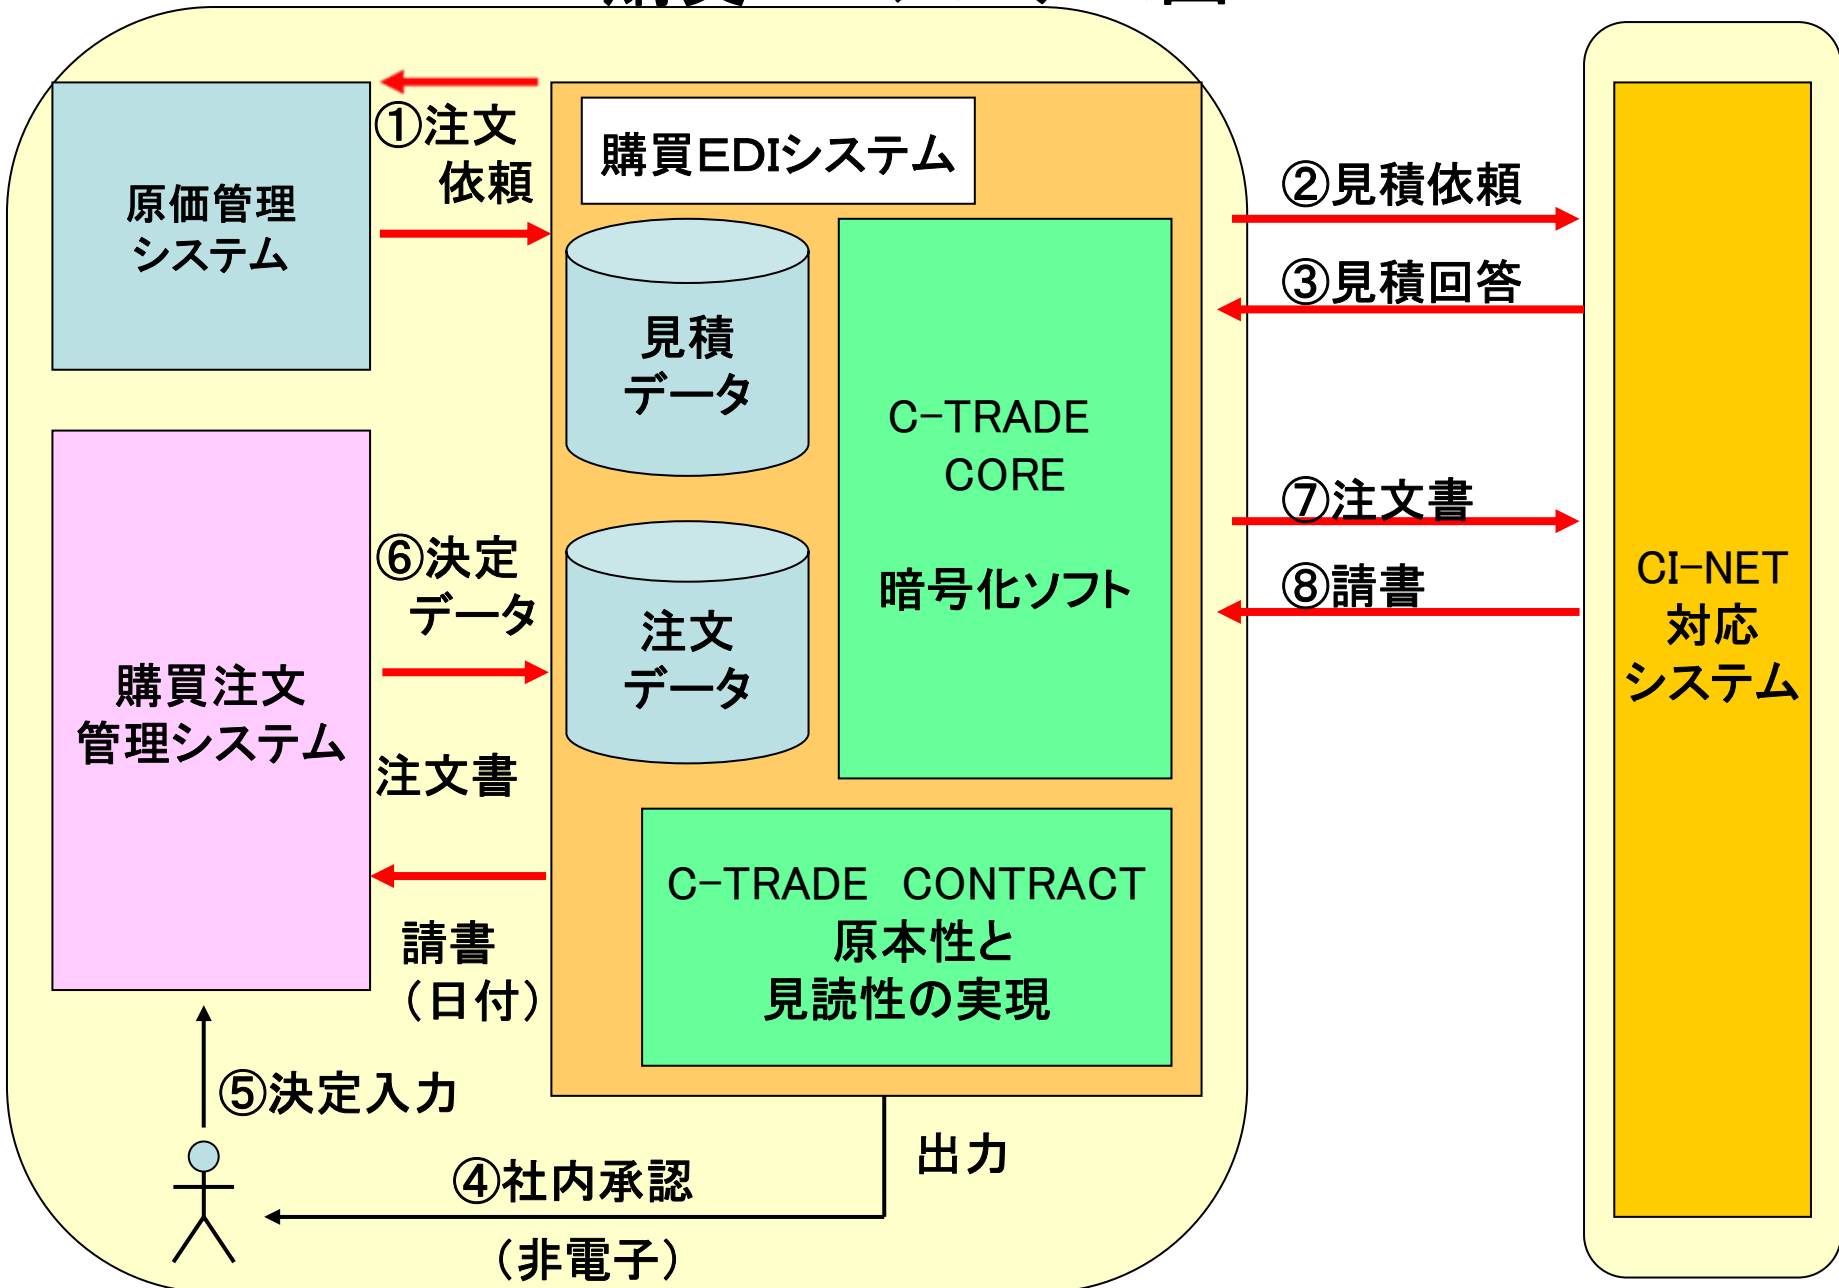 ①注文
依頼
購買EDIシステム
原価管理
システム
②見積依頼
③見積回答
見積
データ
C-TRADE
CORE
暗号化ソフト
⑥決定
データ
注文
データ
⑦注文書
⑧請書
CI-NET
対応
システム
購買注文
管理システム
注文書
C-TRADE CONTRACT
原本性と
見読性の実現
請書
（日付）
⑤決定入力
出力
④社内承認
（非電子）